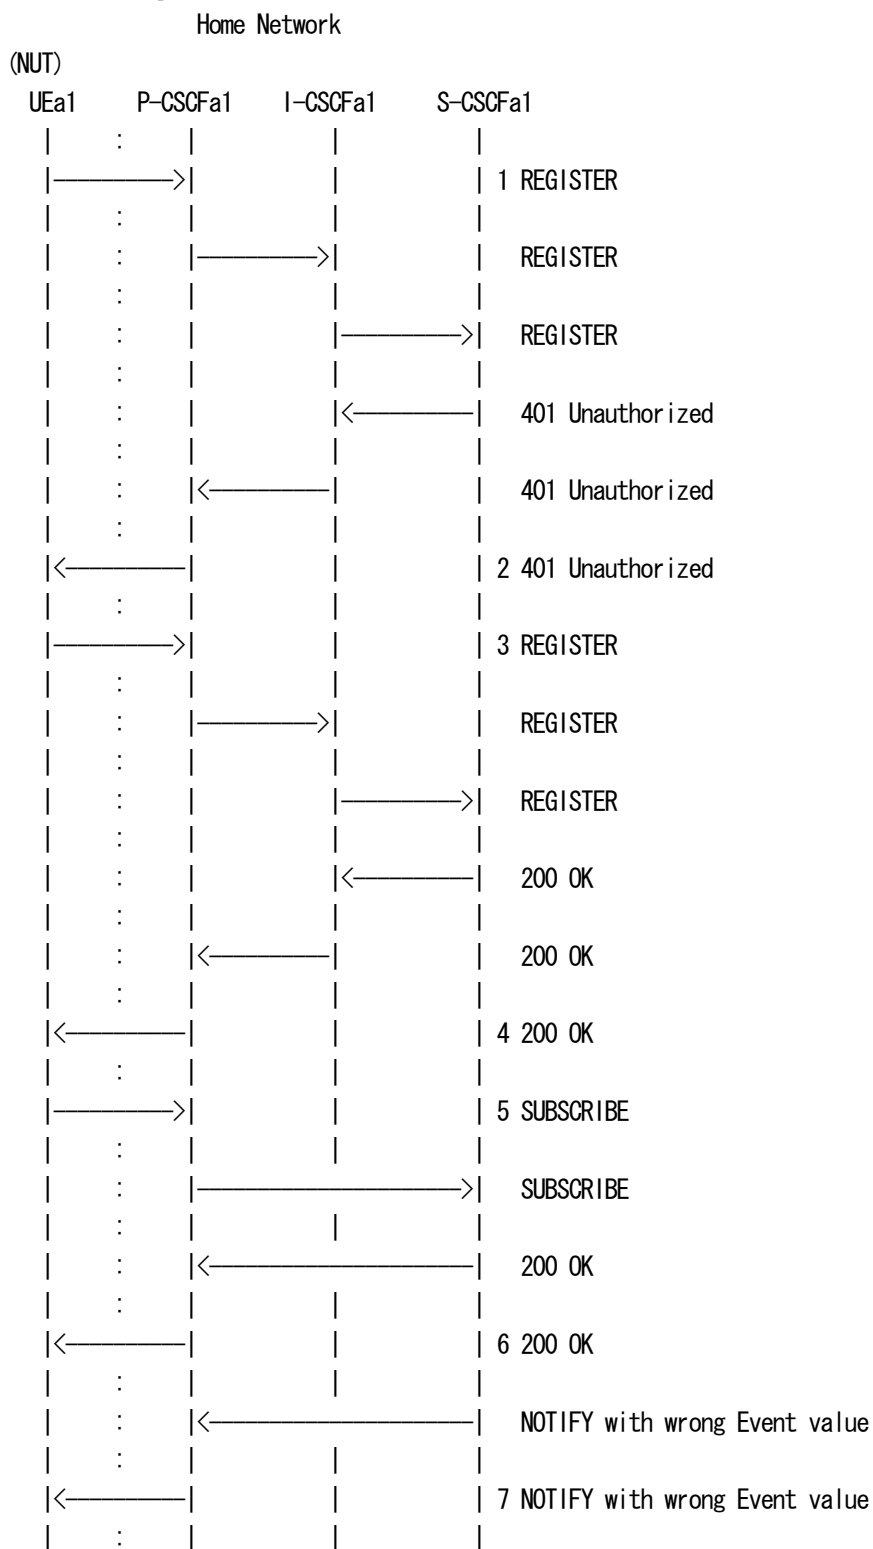 Home Network
(NUT)
UEa1 P-CSCFa1 I-CSCFa1 S-CSCFa1
1 REGISTER
REGISTER
REGISTER
401 Unauthorized
401 Unauthorized
2 401 Unauthorized
3 REGISTER
REGISTER
REGISTER
200 OK
200 OK
4 200 OK
5 SUBSCRIBE
SUBSCRIBE
200 OK
6 200 OK
NOTIFY with wrong Event value
7 NOTIFY with wrong Event value